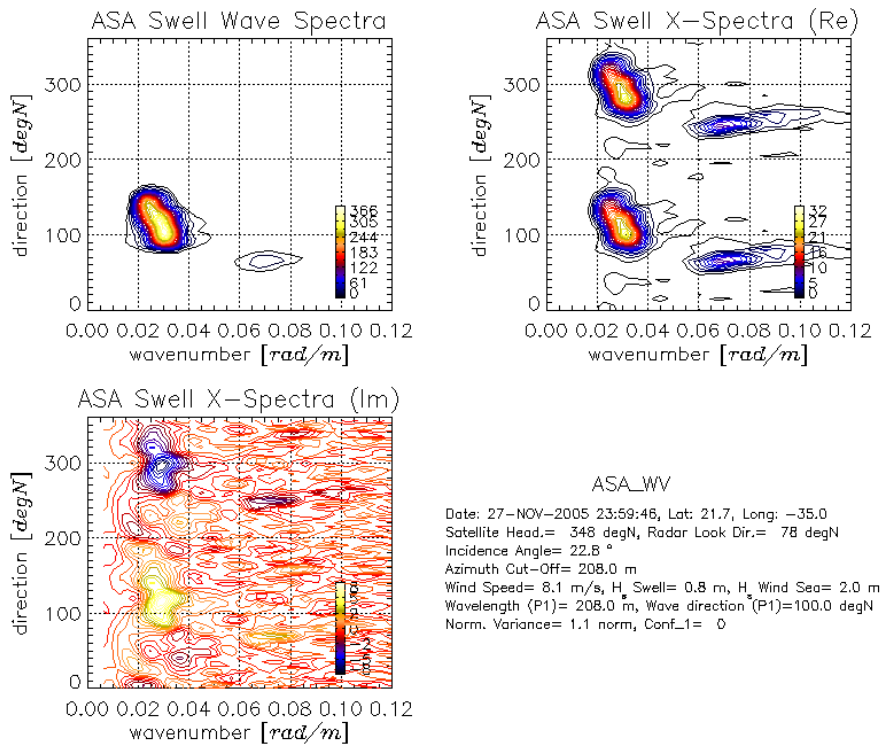 ASA Swell Wave Spectra
ASA Swell X-Spectra (Re)
direction [degN]
300
200
100
0
366
305
244
183
122
61
0
0.00 0.02 0.04 0.06 0.08 0.10 0.12
wavenumber [rad/m]
direction [degN]
300
200
100
0
32
27
21
16
10
5
0
0.00 0.02 0.04 0.06 0.08 0.10 0.12
wavenumber [rad/m]
ASA Swell X-Spectra (Im)
direction [degN]
300
200
100
0
0.00 0.02 0.04 0.06 0.08 0.10 0.12
wavenumber [rad/m]
ASA_WV
Date: 27-NOV-2005 23:59:46, Lat: 21.7, Long: -35.0
Satellite Head.= 348 degN, Radar Look Dir.= 78 degN
Incidence Angle= 22.8 °
Azimuth Cut-Off= 208.0 m
Wind Speed= 8.1 m/s, H_s Swell= 0.8 m, H_s Wind Sea= 2.0 m
Wavelength (P1)= 208.0 m, Wave direction (P1)=100.0 degN
Norm. Variance= 1.1 norm, Conf_1= 0